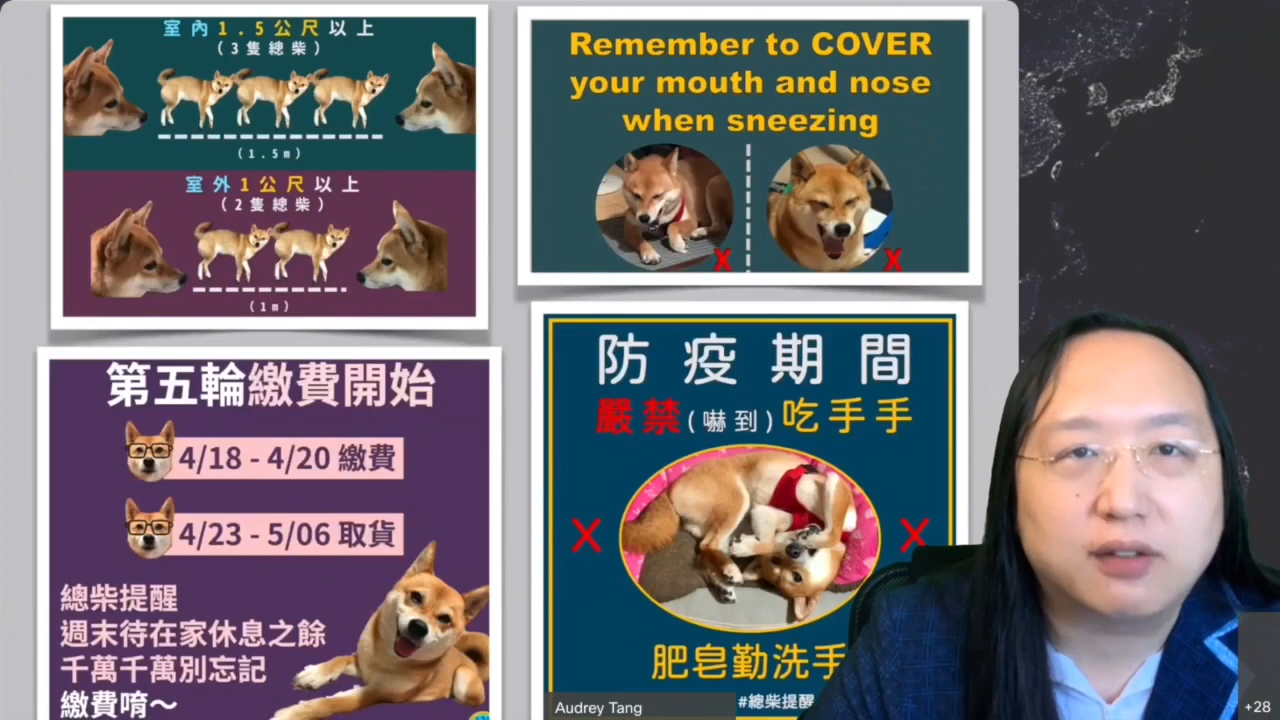 室內1.5公尺以上
(3隻總柴)
(1.5m)
室外1公尺以上
(2隻總柴)
(1m)
Remember to COVER
your mouth and nose
when sneezing
X
X
第五輪繳費開始
4/18 - 4/20 繳費
4/23 - 5/06 取貨
總柴提醒
週末待在家休息之餘
千萬千萬別忘記
繳費唷～
防疫期間
嚴禁(嚇到)吃手手
X
X
肥皂勤洗手
#總柴提醒
Audrey Tang
+28